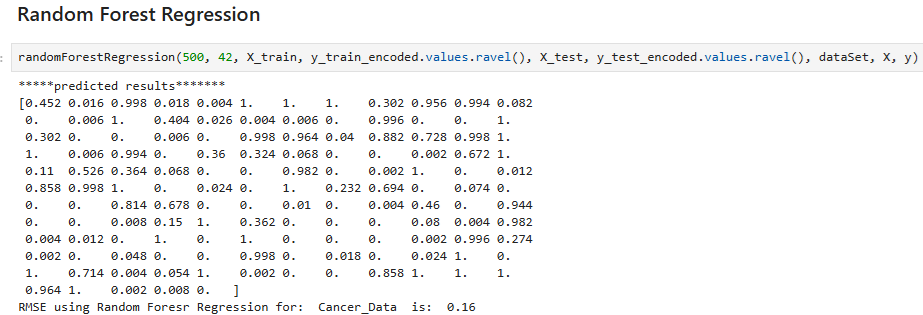 Random Forest Regression
: randomForestRegression(500, 42, X_train, y_train_encoded.values.ravel(), X_test, y_test_encoded.values.ravel(), dataSet, X, y)
*****predicted results*******
[0.452 0.016 0.998 0.018 0.004 1.    1.    1.    0.302 0.956 0.994 0.082
 0.    0.006 1.    0.404 0.026 0.004 0.006 0.    0.996 0.    0.    1.
 0.302 0.    0.    0.006 0.    0.998 0.964 0.04  0.882 0.728 0.998 1.
 1.    0.006 0.994 0.    0.36  0.324 0.068 0.    0.    0.002 0.672 1.
 0.11  0.526 0.364 0.068 0.    0.    0.982 0.    0.002 1.    0.    0.012
 0.858 0.998 1.    0.    0.024 0.    1.    0.232 0.694 0.    0.074 0.
 0.    0.    0.814 0.678 0.    0.    0.01  0.    0.004 0.46  0.    0.944
 0.    0.    0.008 0.15  1.    0.362 0.    0.    0.    0.08  0.004 0.982
 0.004 0.012 0.    1.    0.    1.    0.    0.    0.    0.002 0.996 0.274
 0.002 0.    0.048 0.    0.    0.998 0.    0.018 0.    0.024 1.    0.
 1.    0.714 0.004 0.054 1.    0.002 0.    0.    0.858 1.    1.    1.
 0.964 1.    0.002 0.008 0.   ]
RMSE using Random Foresr Regression for:  Cancer_Data  is:  0.16